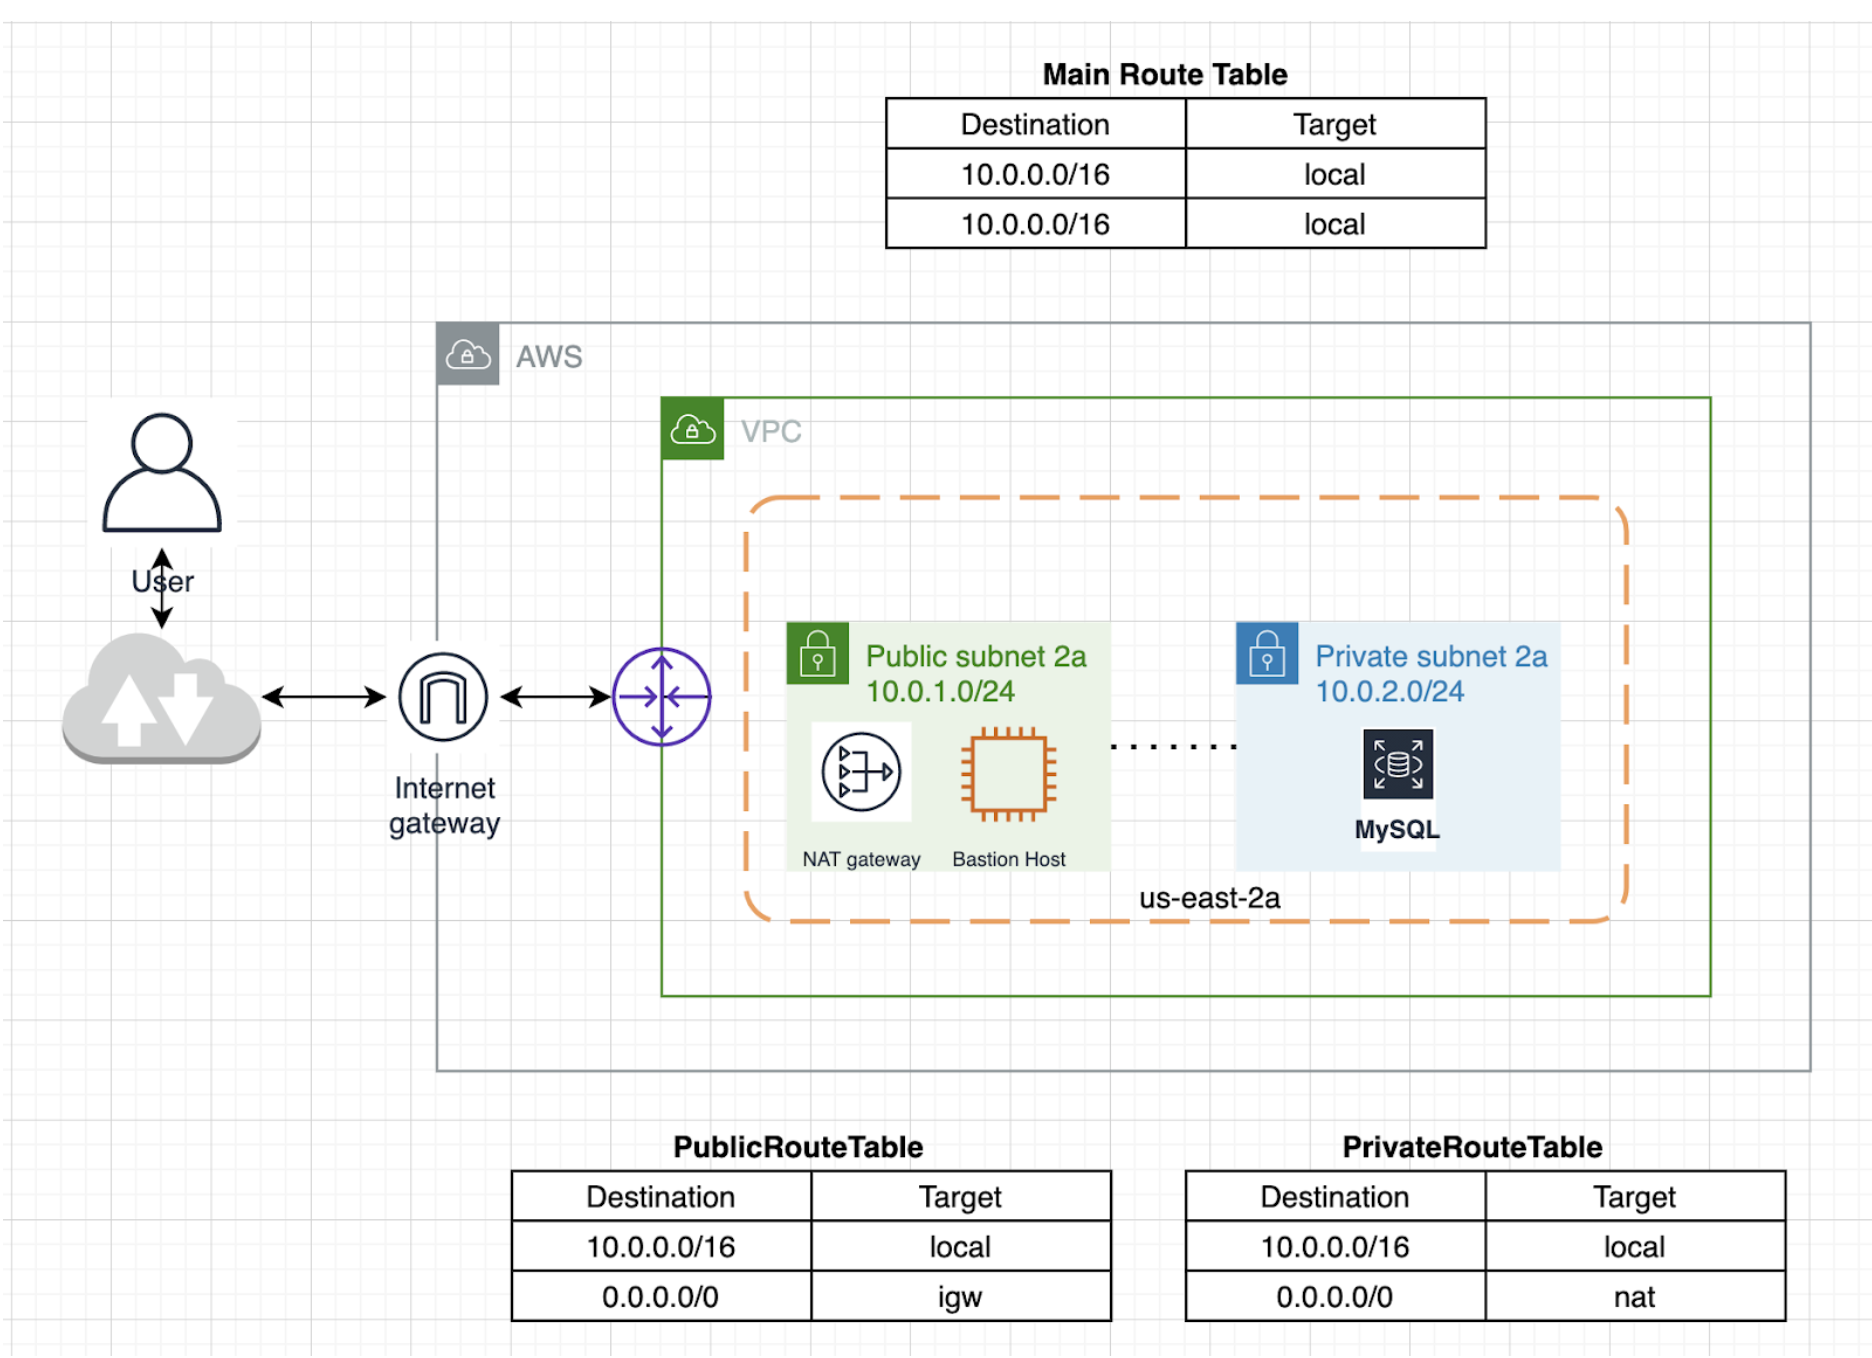 Main Route Table
Destination Target
10.0.0.0/16 local
10.0.0.0/16 local
AWS
VPC
User
Internet
gateway
Public subnet 2a
10.0.1.0/24
NAT gateway
Bastion Host
Private subnet 2a
10.0.2.0/24
MySQL
us-east-2a
PublicRouteTable
Destination Target
10.0.0.0/16 local
0.0.0.0/0 igw
PrivateRouteTable
Destination Target
10.0.0.0/16 local
0.0.0.0/0 nat